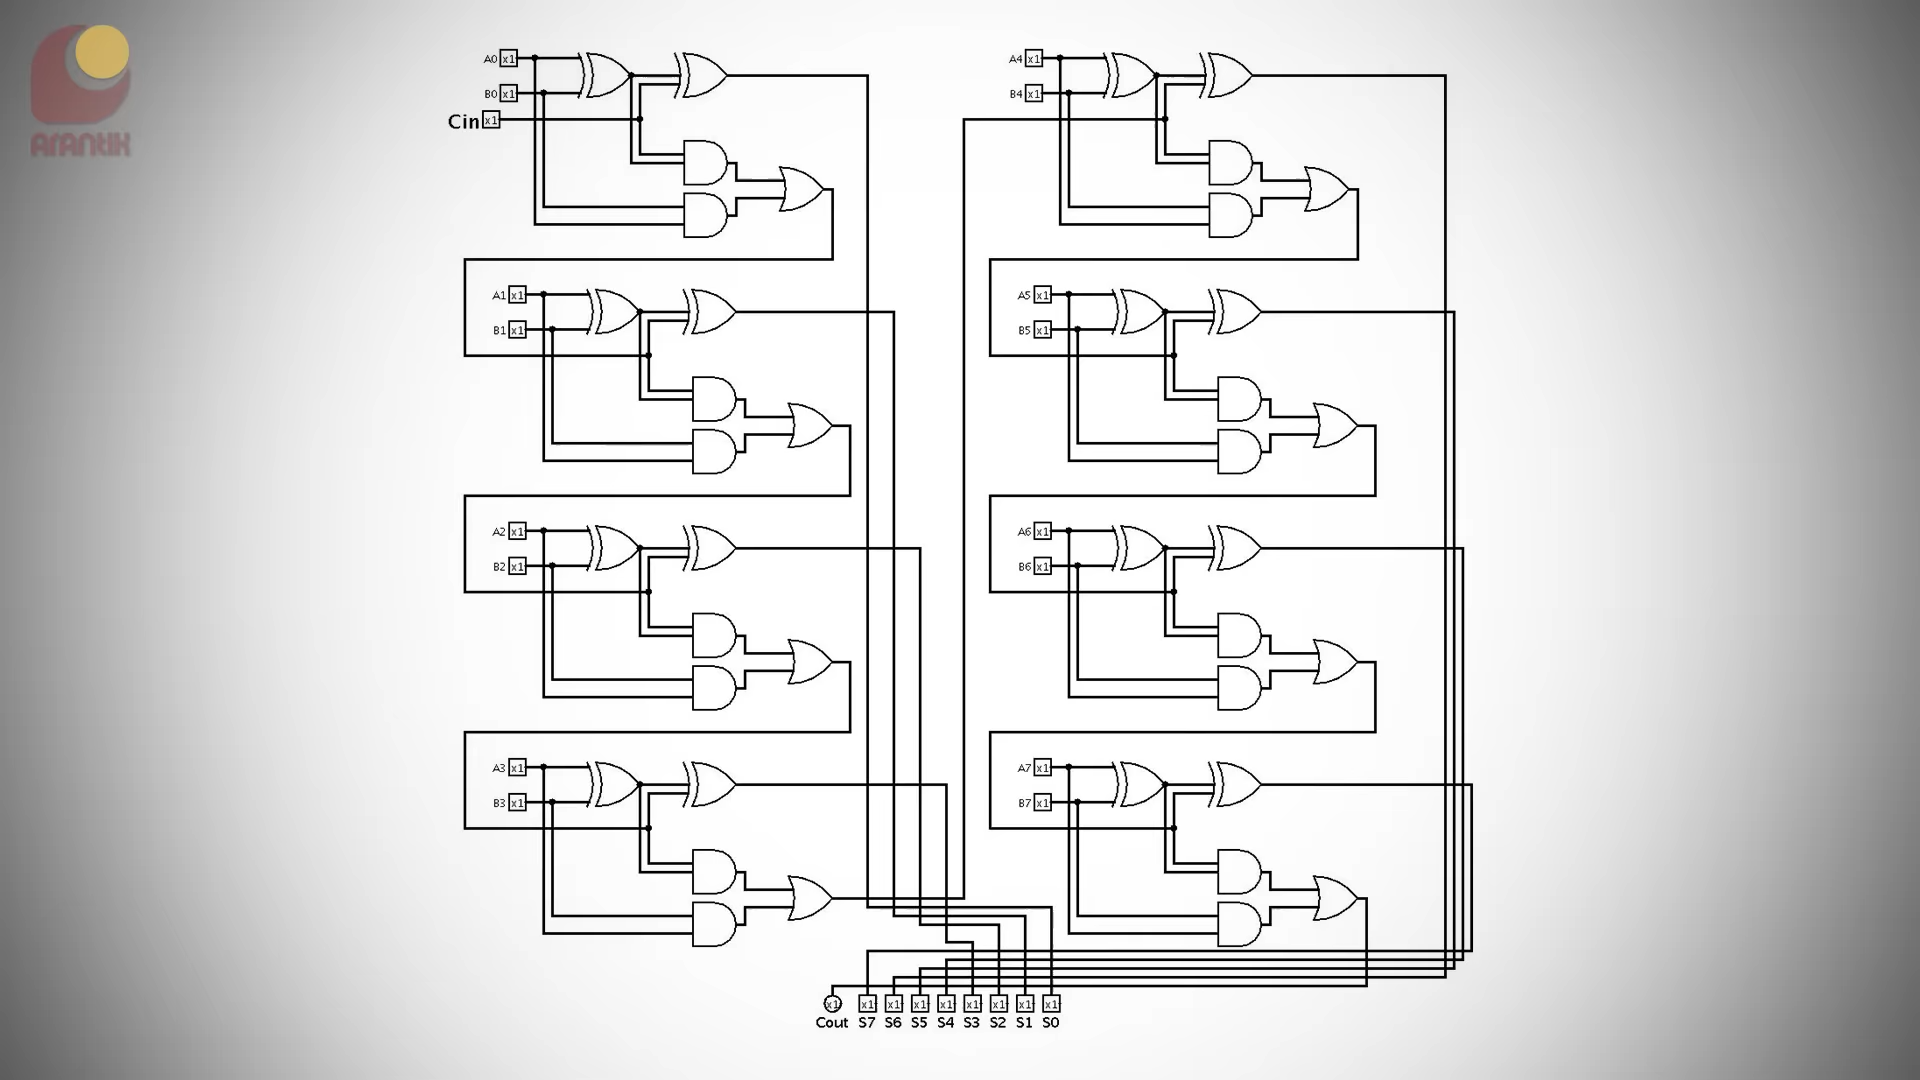 Arantik
A0 x1
B0 x1
Cin x1
A1 x1
B1 x1
A2 x1
B2 x1
A3 x1
B3 x1
A4 x1
B4 x1
A5 x1
B5 x1
A6 x1
B6 x1
A7 x1
B7 x1
x1 x1 x1 x1 x1 x1 x1 x1 x1
Cout S7 S6 S5 S4 S3 S2 S1 S0